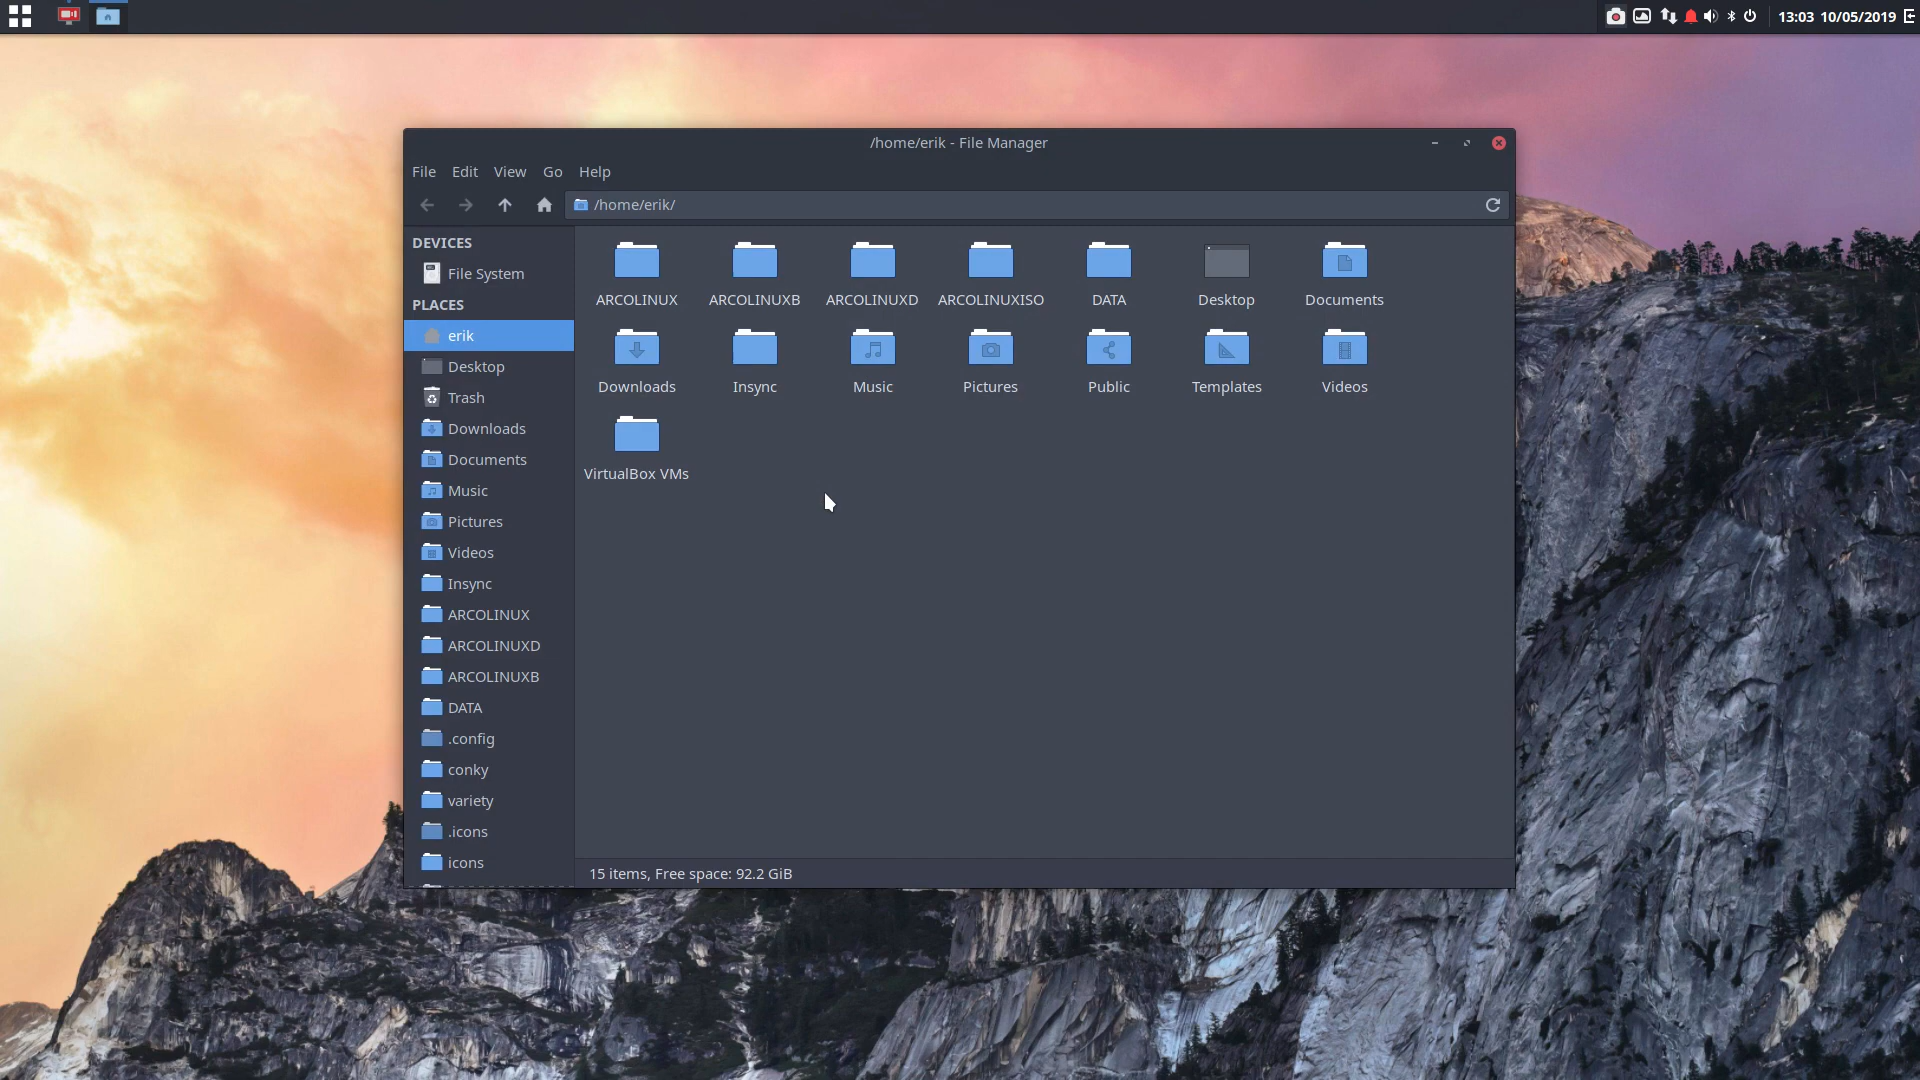 13:03 10/05/2019
/home/erik - File Manager
File Edit View Go Help
/home/erik/
DEVICES
File System
PLACES
erik
Desktop
Trash
Downloads
Documents
Music
Pictures
Videos
Insync
ARCOLINUX
ARCOLINUXD
ARCOLINUXB
DATA
.config
conky
variety
.icons
icons
ARCOLINUX ARCOLINUXB ARCOLINUXD ARCOLINUXISO DATA Desktop Documents
Downloads Insync Music Pictures Public Templates Videos
VirtualBox VMs
15 items, Free space: 92.2 GiB